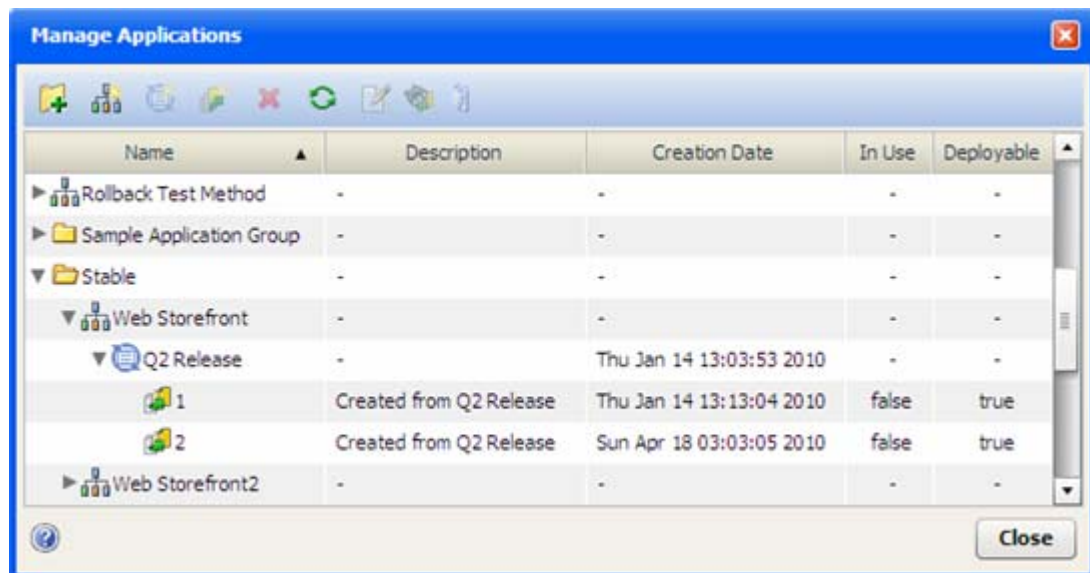 Manage Applications
Name Description Creation Date In Use Deployable
Rollback Test Method - - - -
Sample Application Group - - - -
Stable - - - -
Web Storefront - - - -
Q2 Release - Thu Jan 14 13:03:53 2010 - -
1 Created from Q2 Release Thu Jan 14 13:13:04 2010 false true
2 Created from Q2 Release Sun Apr 18 03:03:05 2010 false true
Web Storefront2 - - - -
Close